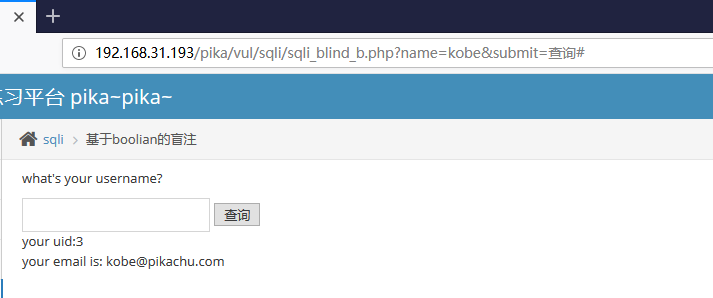 192.168.31.193/pika/vul/sqli/sqli_blind_b.php?name=kobe&submit=查询#
习平台 pika~pika~
sqli > 基于boolian的盲注
what's your username?
查询
your uid:3
your email is: kobe@pikachu.com